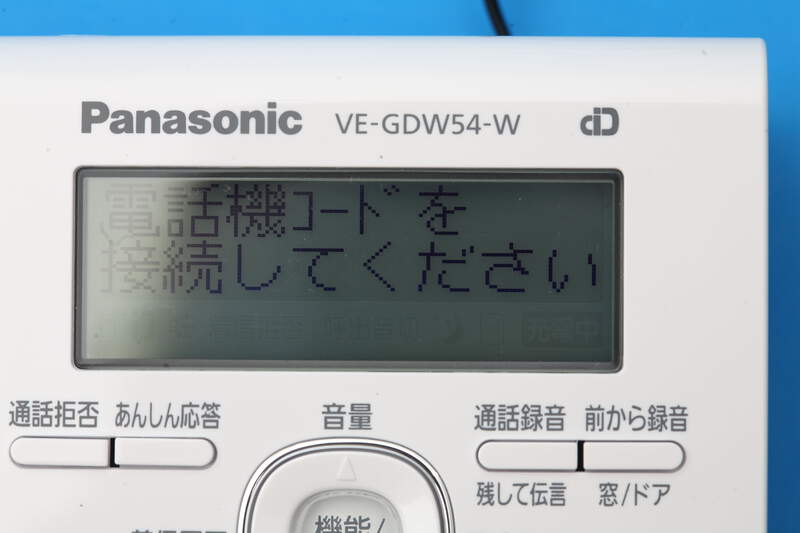 Panasonic VE-GDW54-W
電話機ｺｰﾄﾞを
接続してください
通話拒否 あんしん応答 音量 通話録音 前から録音
残して伝言 窓/ドア
機能/